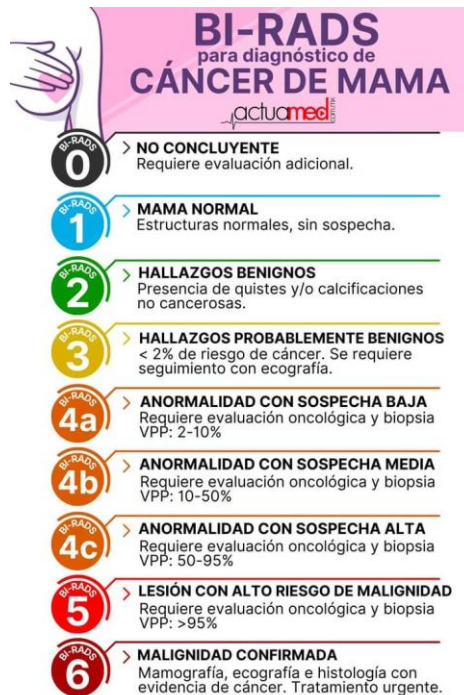 BI-RADS
para diagnóstico de
CÁNCER DE MAMA
actuamed.com.mx
BI-RADS
0
> NO CONCLUYENTE
Requiere evaluación adicional.
BI-RADS
1
> MAMA NORMAL
Estructuras normales, sin sospecha.
BI-RADS
2
> HALLAZGOS BENIGNOS
Presencia de quistes y/o calcificaciones
no cancerosas.
BI-RADS
3
> HALLAZGOS PROBABLEMENTE BENIGNOS
< 2% de riesgo de cáncer. Se requiere
seguimiento con ecografía.
BI-RADS
4a
> ANORMALIDAD CON SOSPECHA BAJA
Requiere evaluación oncológica y biopsia
VPP: 2-10%
BI-RADS
4b
> ANORMALIDAD CON SOSPECHA MEDIA
Requiere evaluación oncológica y biopsia
VPP: 10-50%
BI-RADS
4c
> ANORMALIDAD CON SOSPECHA ALTA
Requiere evaluación oncológica y biopsia
VPP: 50-95%
BI-RADS
5
> LESIÓN CON ALTO RIESGO DE MALIGNIDAD
Requiere evaluación oncológica y biopsia
VPP: >95%
BI-RADS
6
> MALIGNIDAD CONFIRMADA
Mamografía, ecografía e histología con
evidencia de cáncer. Tratamiento urgente.